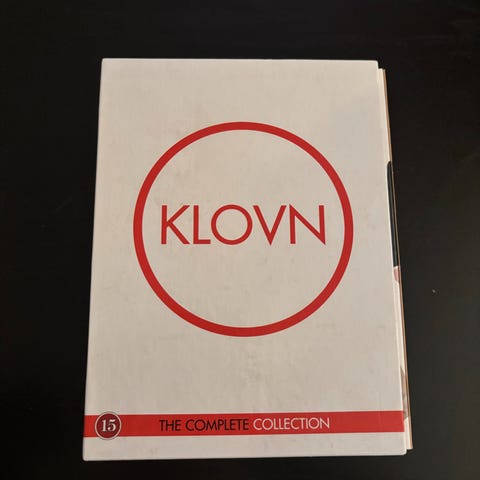 KLOVN
15 THE COMPLETE COLLECTION